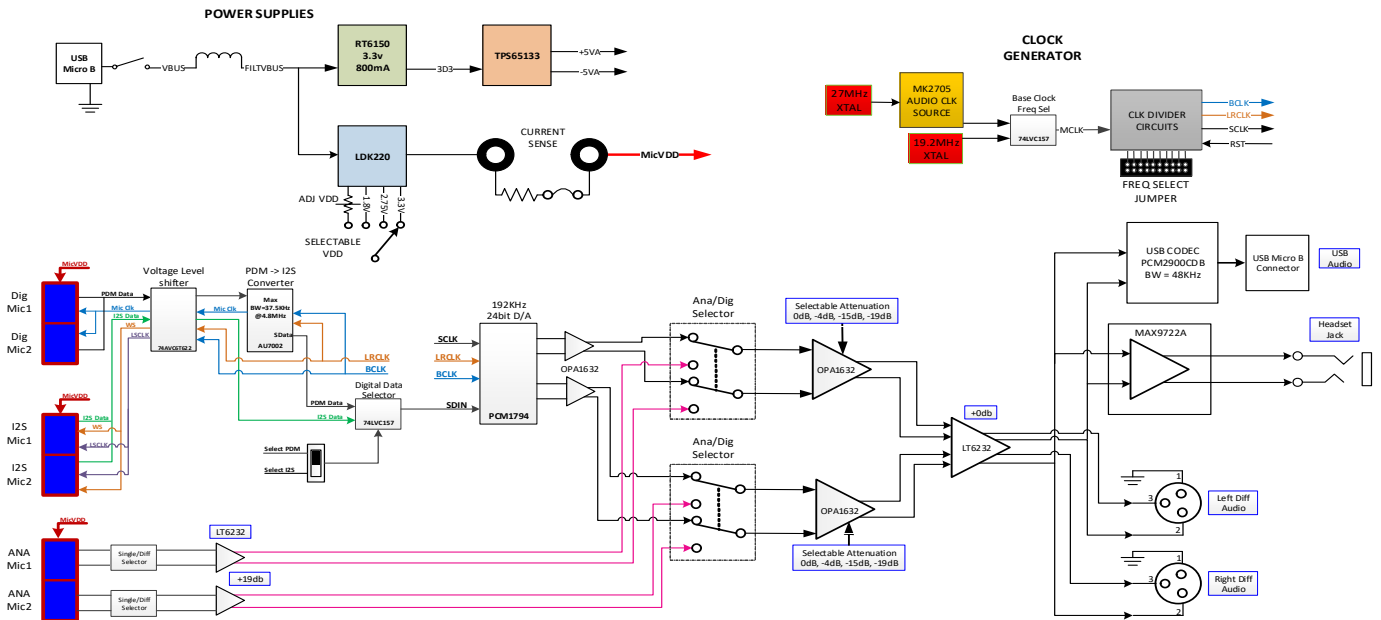 POWER SUPPLIES
USB
Micro B
VBUS
FILTVBUS
RT6150
3.3v
800mA
3D3
TPS65133
+5VA
-5VA
LDK220
CURRENT
SENSE
MicVDD
ADJ VDD
1.8V
2.75V
3.3V
SELECTABLE
VDD
CLOCK
GENERATOR
27MHz
XTAL
MK2705
AUDIO CLK
SOURCE
19.2MHz
XTAL
Base Clock
Freq Sel
74LVC157
MCLK
CLK DIVIDER
CIRCUITS
BCLK
LRCLK
SCLK
RST
FREQ SELECT
JUMPER
MicVDD
Dig
Mic1
Dig
Mic2
PDM Data
Mic Clk
I2S Data
WS
LSCLK
Voltage Level
shifter
74AVC6T622
PDM -> I2S
Converter
Max
BW=37.5KHz
@4.8MHz
SData
AU7002
Mic Clk
LRCLK
BCLK
MicVDD
I2S
Mic1
I2S
Mic2
I2S Data
WS
LSCLK
Digital Data
Selector
PDM Data
I2S Data
74LVC157
Select PDM
Select I2S
SDIN
192KHz
24bit D/A
SCLK
LRCLK
BCLK
PCM1794
OPA1632
Ana/Dig
Selector
Ana/Dig
Selector
Selectable Attenuation
0dB, -4dB, -15dB, -19dB
OPA1632
OPA1632
Selectable Attenuation
0dB, -4dB, -15dB, -19dB
+0db
LT6232
USB CODEC
PCM2900CDB
BW = 48KHz
USB Micro B
Connector
USB
Audio
MAX9722A
Headset
Jack
1
3
2
Left Diff
Audio
1
3
2
Right Diff
Audio
MicVDD
ANA
Mic1
ANA
Mic2
Single/Diff
Selector
Single/Diff
Selector
LT6232
+19db